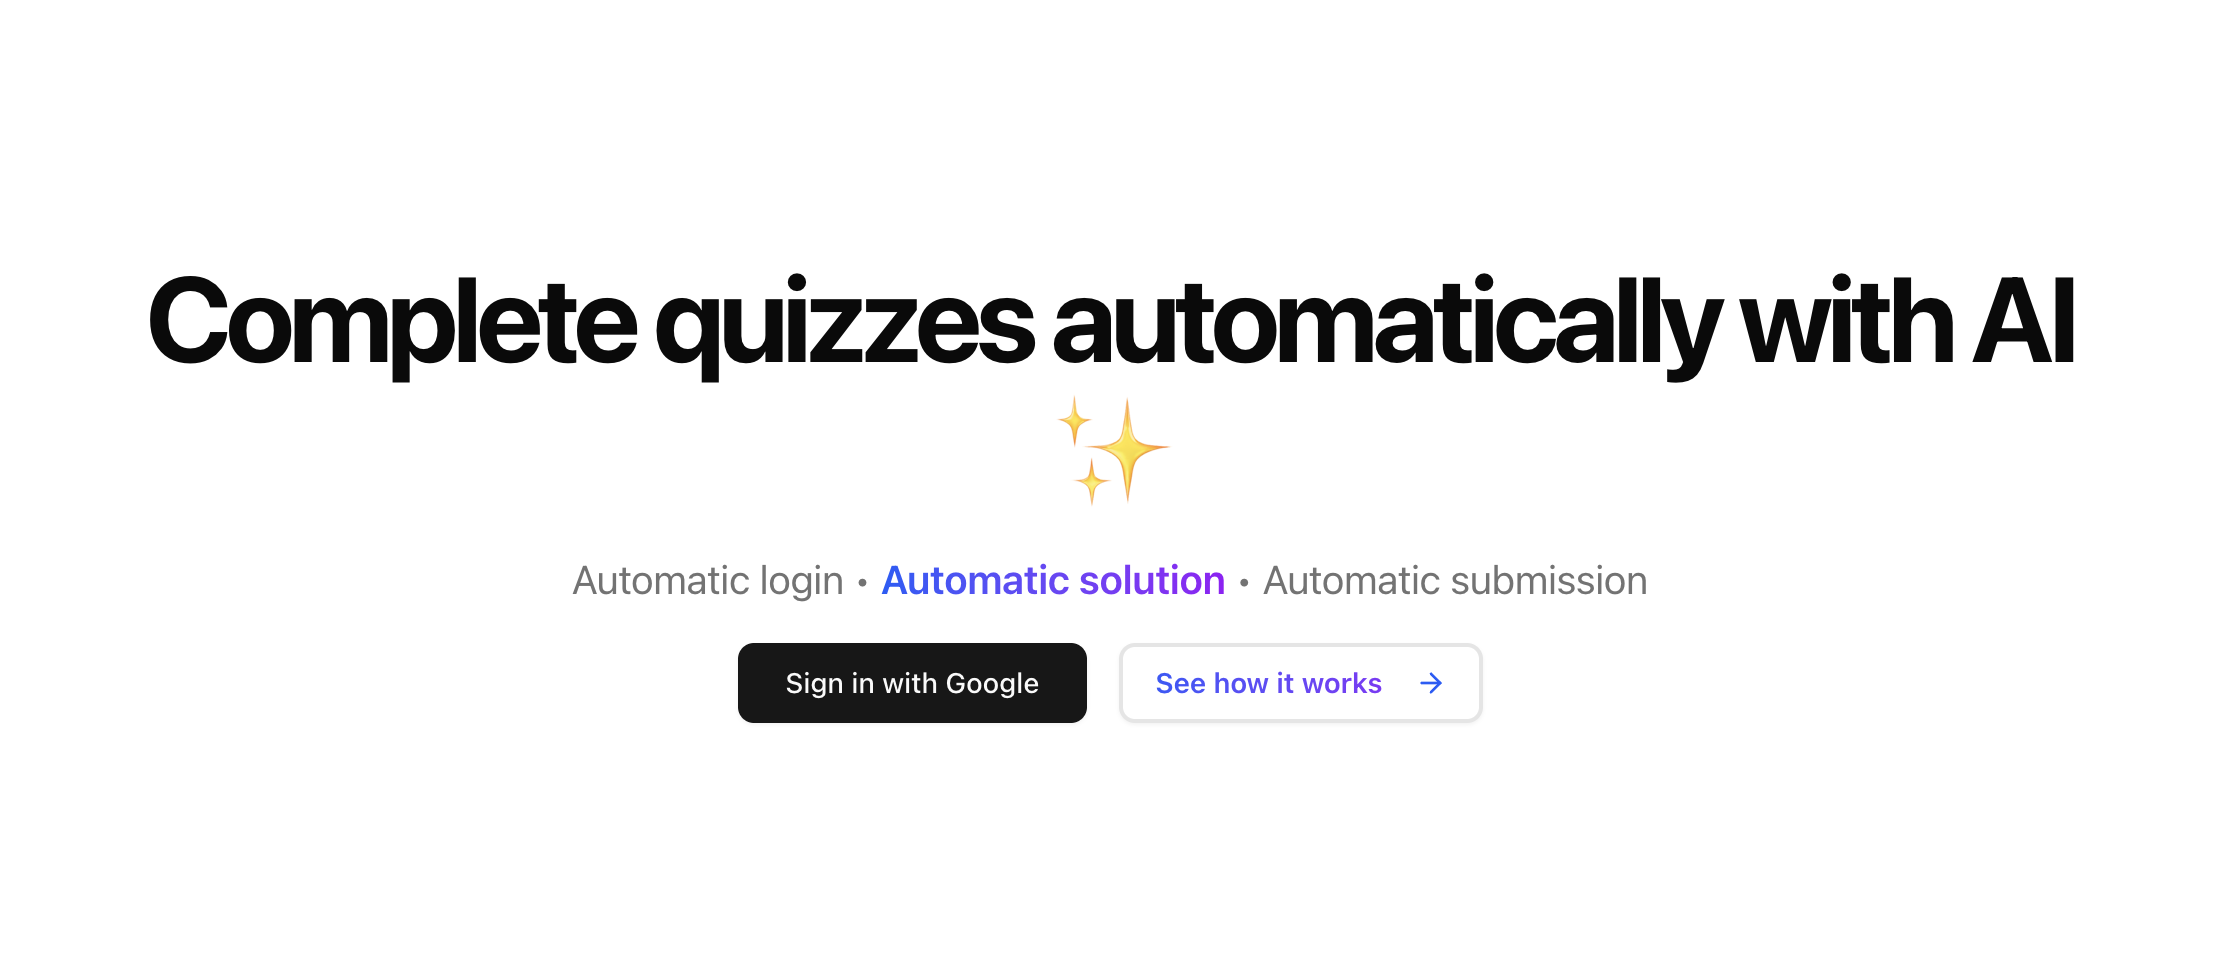 Complete quizzes automatically with AI
✨
Automatic login • Automatic solution • Automatic submission
Sign in with Google
See how it works →